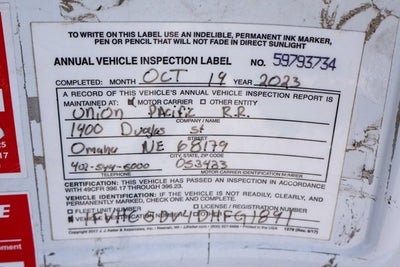 TO WRITE ON THIS LABEL USE AN INDELIBLE, PERMANENT INK MARKER,
PEN OR PENCIL THAT WILL NOT FADE IN DIRECT SUNLIGHT
ANNUAL VEHICLE INSPECTION LABEL NO. 59793734
COMPLETED: MONTH OCT 19 YEAR 2023
A RECORD OF THIS VEHICLE'S ANNUAL VEHICLE INSPECTION REPORT IS
MAINTAINED AT: MOTOR CARRIER OTHER ENTITY
Union Pacific R.R.
COMPANY/NAME
1400 Douglas st
STREET
Omaha NE 68179
CITY, STATE, ZIP CODE
402-544-6000 053423
TELEPHONE MOTOR CARRIER IDENTIFICATION NUMBER
CERTIFICATION: THIS VEHICLE HAS PASSED AN INSPECTION IN ACCORDANCE
WITH 49CFR 396.17 THROUGH 396.23.
VEHICLE IDENTIFICATION: IF THE VEHICLE IS NOT READILY, CLEARLY, AND
PERMANENTLY MARKED, CHECK ONE AND COMPLETE.
FLEET UNIT NUMBER LICENSE / REGISTRATION NUMBER